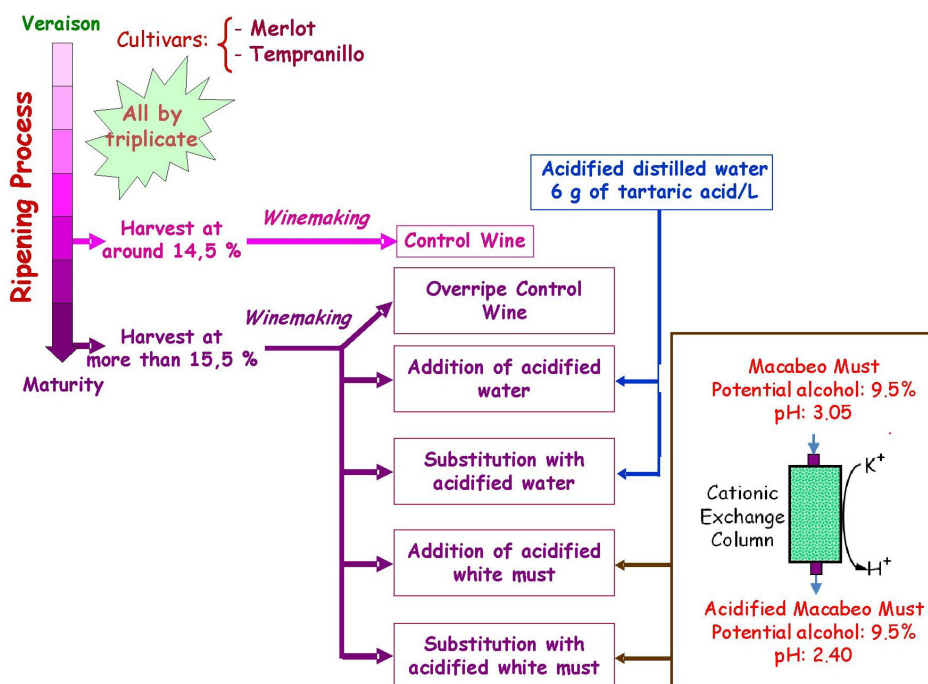 Veraison
Cultivars:
- Merlot
- Tempranillo
All by
triplicate
Ripening Process
Acidified distilled water
6 g of tartaric acid/L
Harvest at
around 14,5 %
Winemaking
Control Wine
Overripe Control
Wine
Harvest at
more than 15,5 %
Winemaking
Maturity
Addition of acidified
water
Substitution with
acidified water
Addition of acidified
white must
Substitution with
acidified white must
Macabeo Must
Potential alcohol: 9.5%
pH: 3.05
Cationic
Exchange
Column
K+
H+
Acidified Macabeo Must
Potential alcohol: 9.5%
pH: 2.40